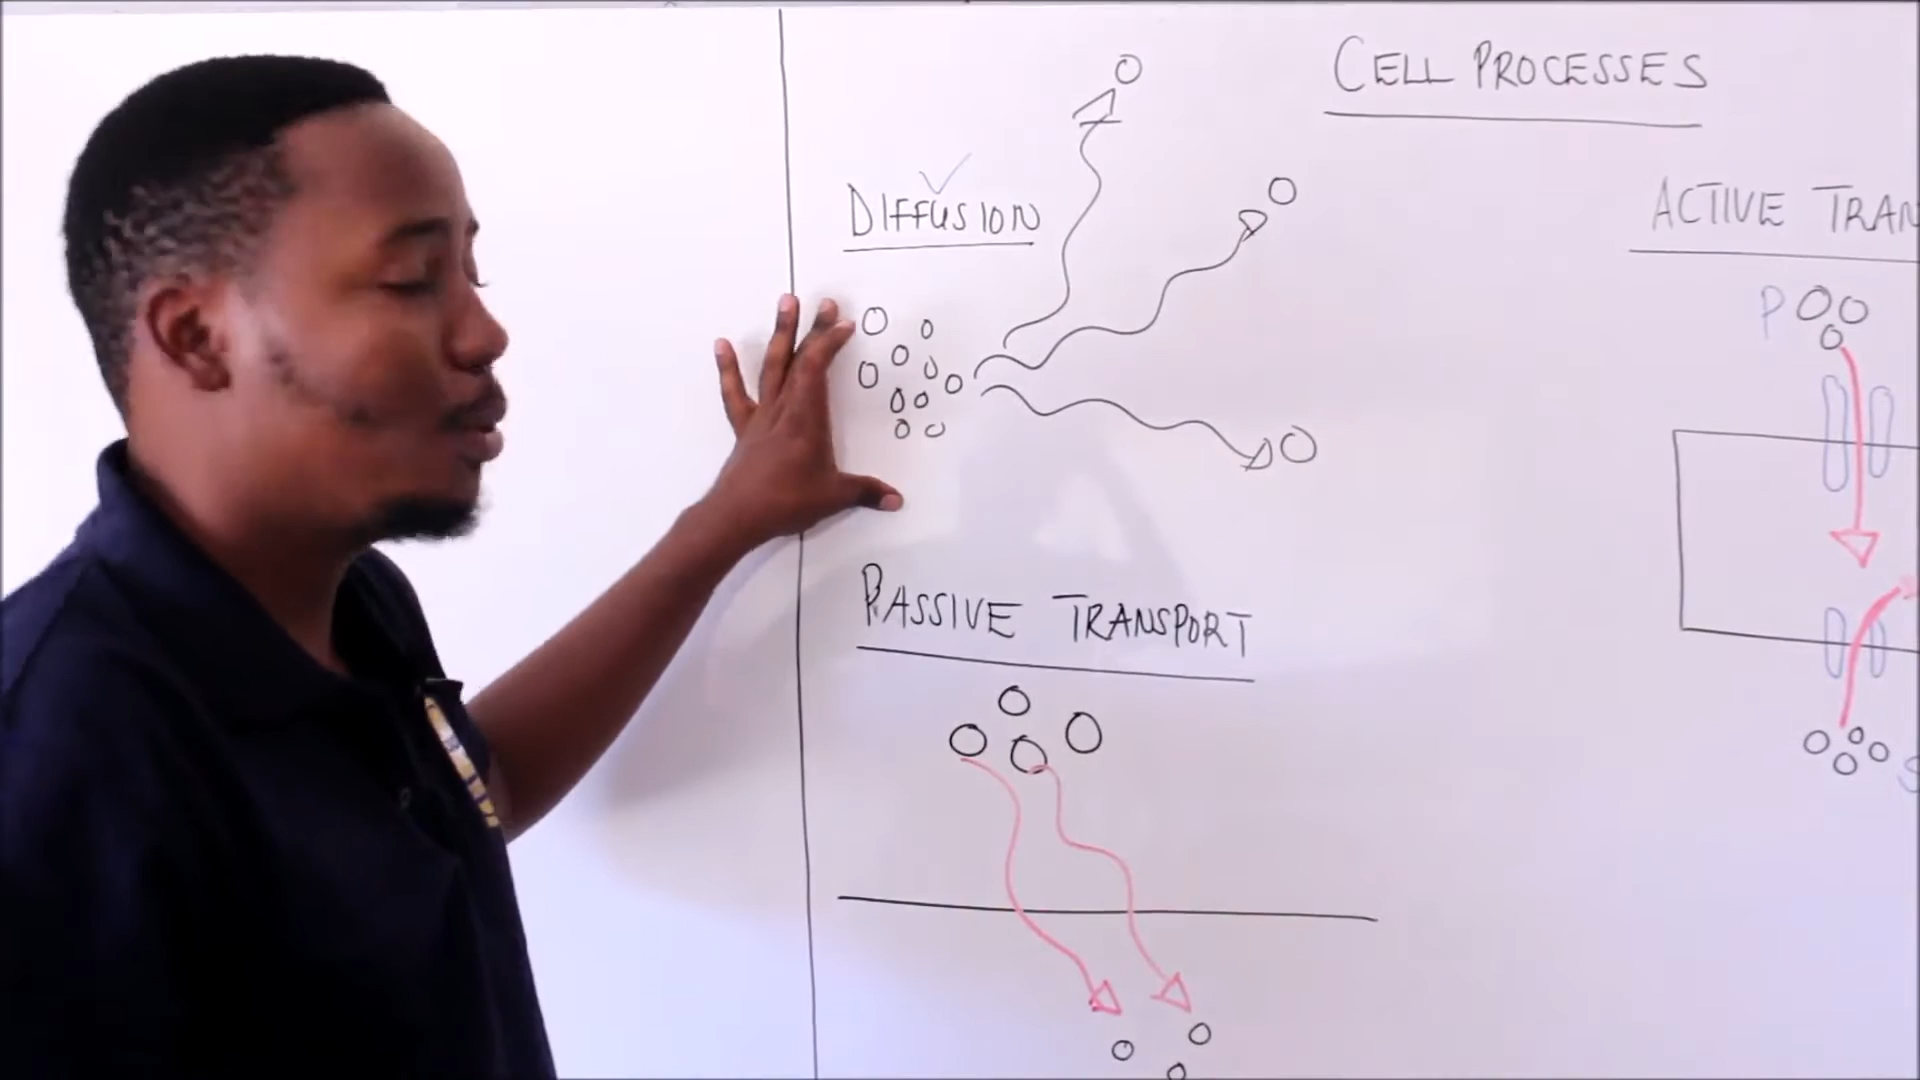 CELL PROCESSES
DIFFUSION
ACTIVE TRAN
P
PASSIVE TRANSPORT
S